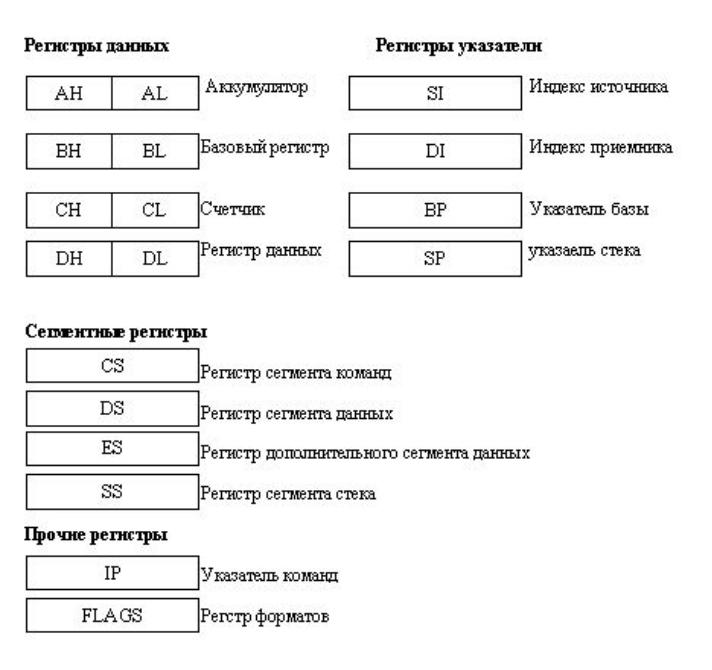 Регистры данных Регистры указатели
AH AL Аккумулятор SI Индекс источника
BH BL Базовый регистр DI Индекс приемника
CH CL Счетчик BP Указатель базы
DH DL Регистр данных SP указаель стека
Сегментные регистры
CS Регистр сегмента команд
DS Регистр сегмента данных
ES Регистр дополнительного сегмента данных
SS Регистр сегмента стека
Прочие регистры
IP Указатель команд
FLAGS Регстр форматов